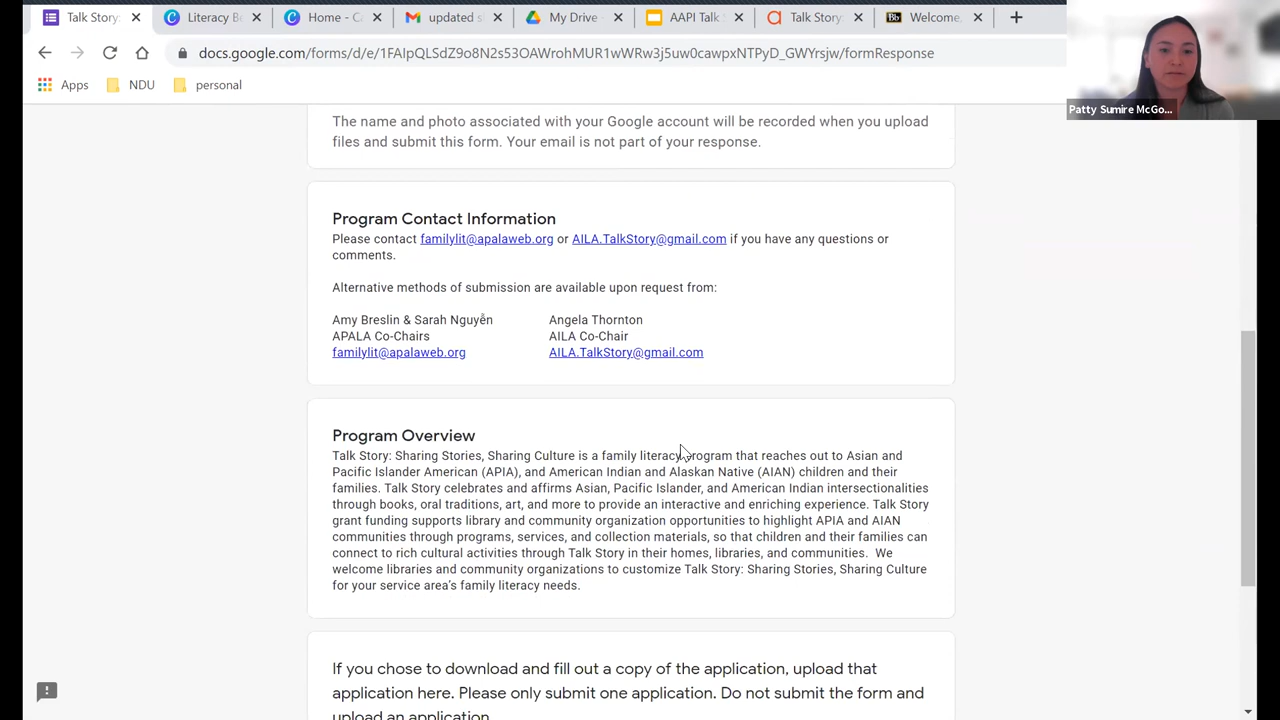 Talk Story:
Literacy B
Home - C
updated
My Drive
AAPI Talk
Talk Story:
Bb
Welcome,
docs.google.com/forms/d/e/1FAIpQLSdZ9o8N2s53OAWrohMUR1wWRw3j5uw0cawpxNTPyD_GWYrsjw/formResponse
Apps
NDU
personal
Patty Sumire McGo...
The name and photo associated with your Google account will be recorded when you upload
files and submit this form. Your email is not part of your response.
Program Contact Information
Please contact familylit@apalaweb.org or AILA.TalkStory@gmail.com if you have any questions or
comments.
Alternative methods of submission are available upon request from:
Amy Breslin & Sarah Nguyễn
APALA Co-Chairs
familylit@apalaweb.org
Angela Thornton
AILA Co-Chair
AILA.TalkStory@gmail.com
Program Overview
Talk Story: Sharing Stories, Sharing Culture is a family literacy program that reaches out to Asian and
Pacific Islander American (APIA), and American Indian and Alaskan Native (AIAN) children and their
families. Talk Story celebrates and affirms Asian, Pacific Islander, and American Indian intersectionalities
through books, oral traditions, art, and more to provide an interactive and enriching experience. Talk Story
grant funding supports library and community organization opportunities to highlight APIA and AIAN
communities through programs, services, and collection materials, so that children and their families can
connect to rich cultural activities through Talk Story in their homes, libraries, and communities. We
welcome libraries and community organizations to customize Talk Story: Sharing Stories, Sharing Culture
for your service area's family literacy needs.
If you chose to download and fill out a copy of the application, upload that
application here. Please only submit one application. Do not submit the form and
upload an application